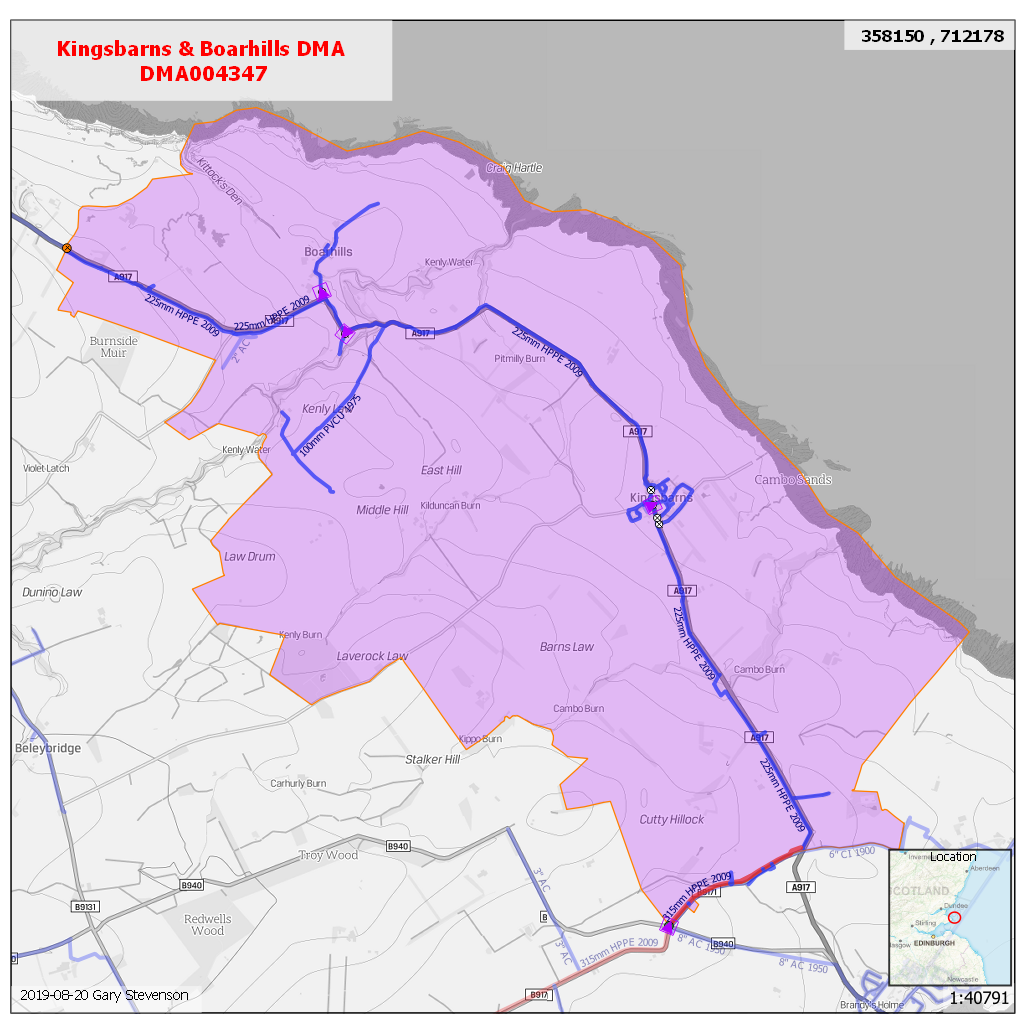 Kingsbarns & Boarhills DMA
DMA004347
358150 , 712178
Craig Hartle
Kittock's Den
Boarhills
Kenly Water
A917
225mm HPPE 2009
225mm HPPE 2009
A917
2" AC
A917
225mm HPPE 2009
Burnside
Muir
Pitmilly Burn
100mm PVCU 1975
A917
Kenly Water
Violet Latch
East Hill
Cambo Sands
Kingsbarns
Middle Hill
Kilduncan Burn
Law Drum
Dunino Law
A917
225mm HPPE 2009
Kenly Burn
Laverock Law
Barns Law
Cambo Burn
Cambo Burn
Beleybridge
Kippo Burn
A917
Stalker Hill
225mm HPPE 2009
Carhurly Burn
Cutty Hillock
B940
Troy Wood
6" CI 1900
Location
Inverne
Aberdeen
3" AC
B940
315mm HPPE 2009
A917
SCOTLAND
B9131
B
Dundee
Redwells
Wood
Stirling
Glasgow
EDINBURGH
315mm HPPE 2009
8" AC 1950
B940
3" AC
8" AC 1950
Newcastle
B917
2019-08-20 Gary Stevenson
Brandy's Holme
1:40791